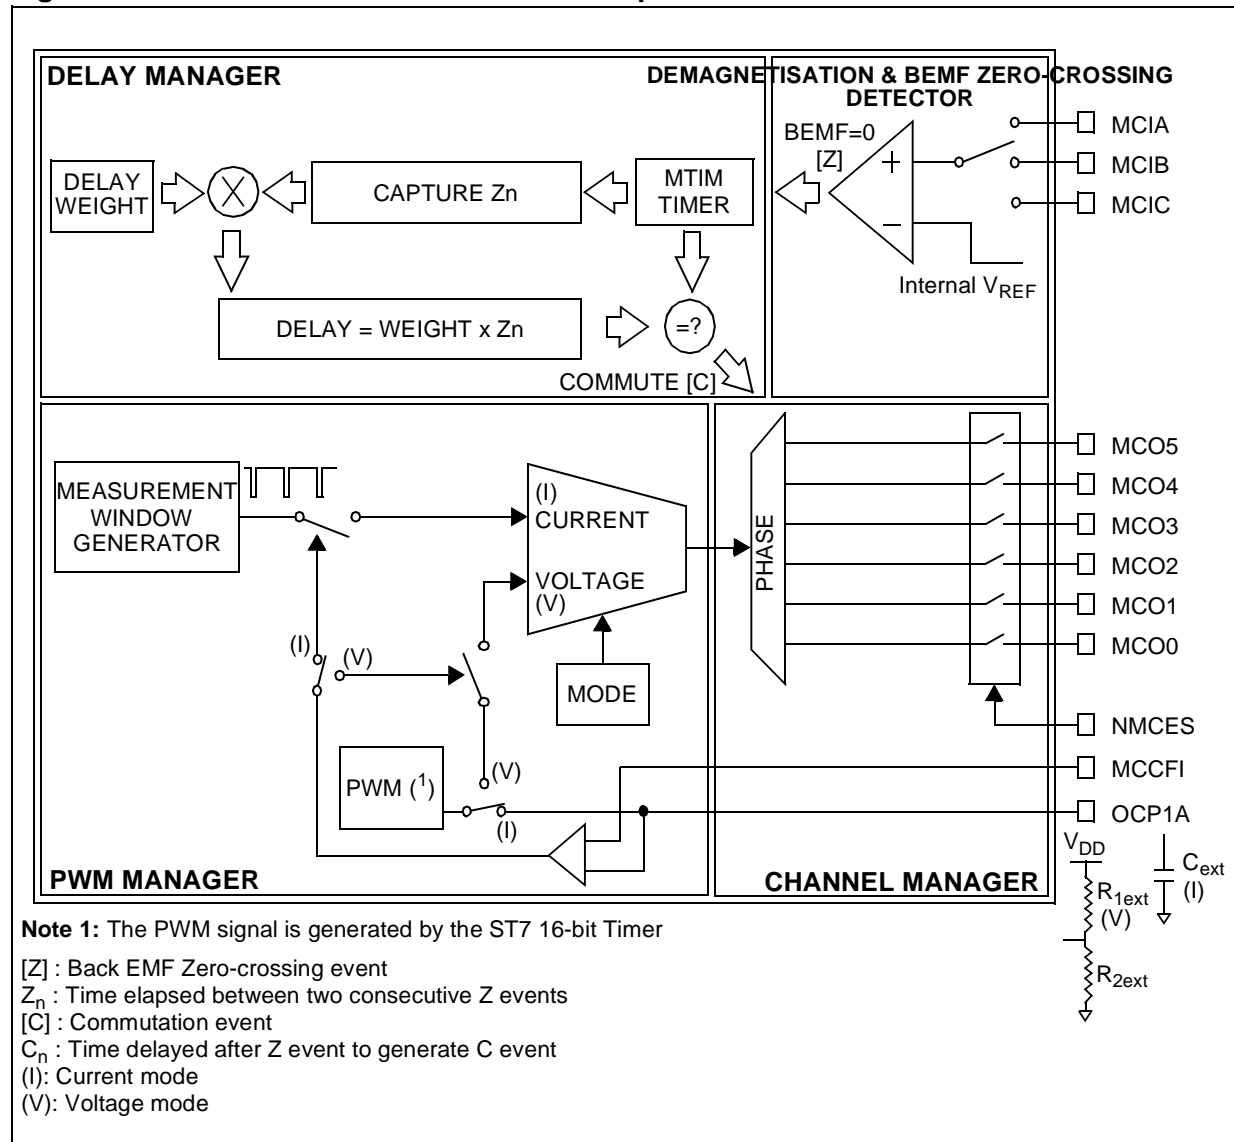 DELAY MANAGER
DEMAGNETISATION & BEMF ZERO-CROSSING
DETECTOR
BEMF=0
[Z]
MCIA
MCIB
MCIC
DELAY
WEIGHT
X
CAPTURE Zn
MTIM
TIMER
+
−
Internal VREF
DELAY = WEIGHT x Zn
=?
COMMUTE [C]
MEASUREMENT
WINDOW
GENERATOR
(I)
CURRENT
VOLTAGE
(V)
(I)
(V)
MODE
PWM (1)
(V)
(I)
PWM MANAGER
PHASE
CHANNEL MANAGER
MCO5
MCO4
MCO3
MCO2
MCO1
MCO0
NMCES
MCCFI
OCP1A
VDD
R1ext
(V)
R2ext
Cext
(I)
Note 1: The PWM signal is generated by the ST7 16-bit Timer
[Z] : Back EMF Zero-crossing event
Zn : Time elapsed between two consecutive Z events
[C] : Commutation event
Cn : Time delayed after Z event to generate C event
(I): Current mode
(V): Voltage mode